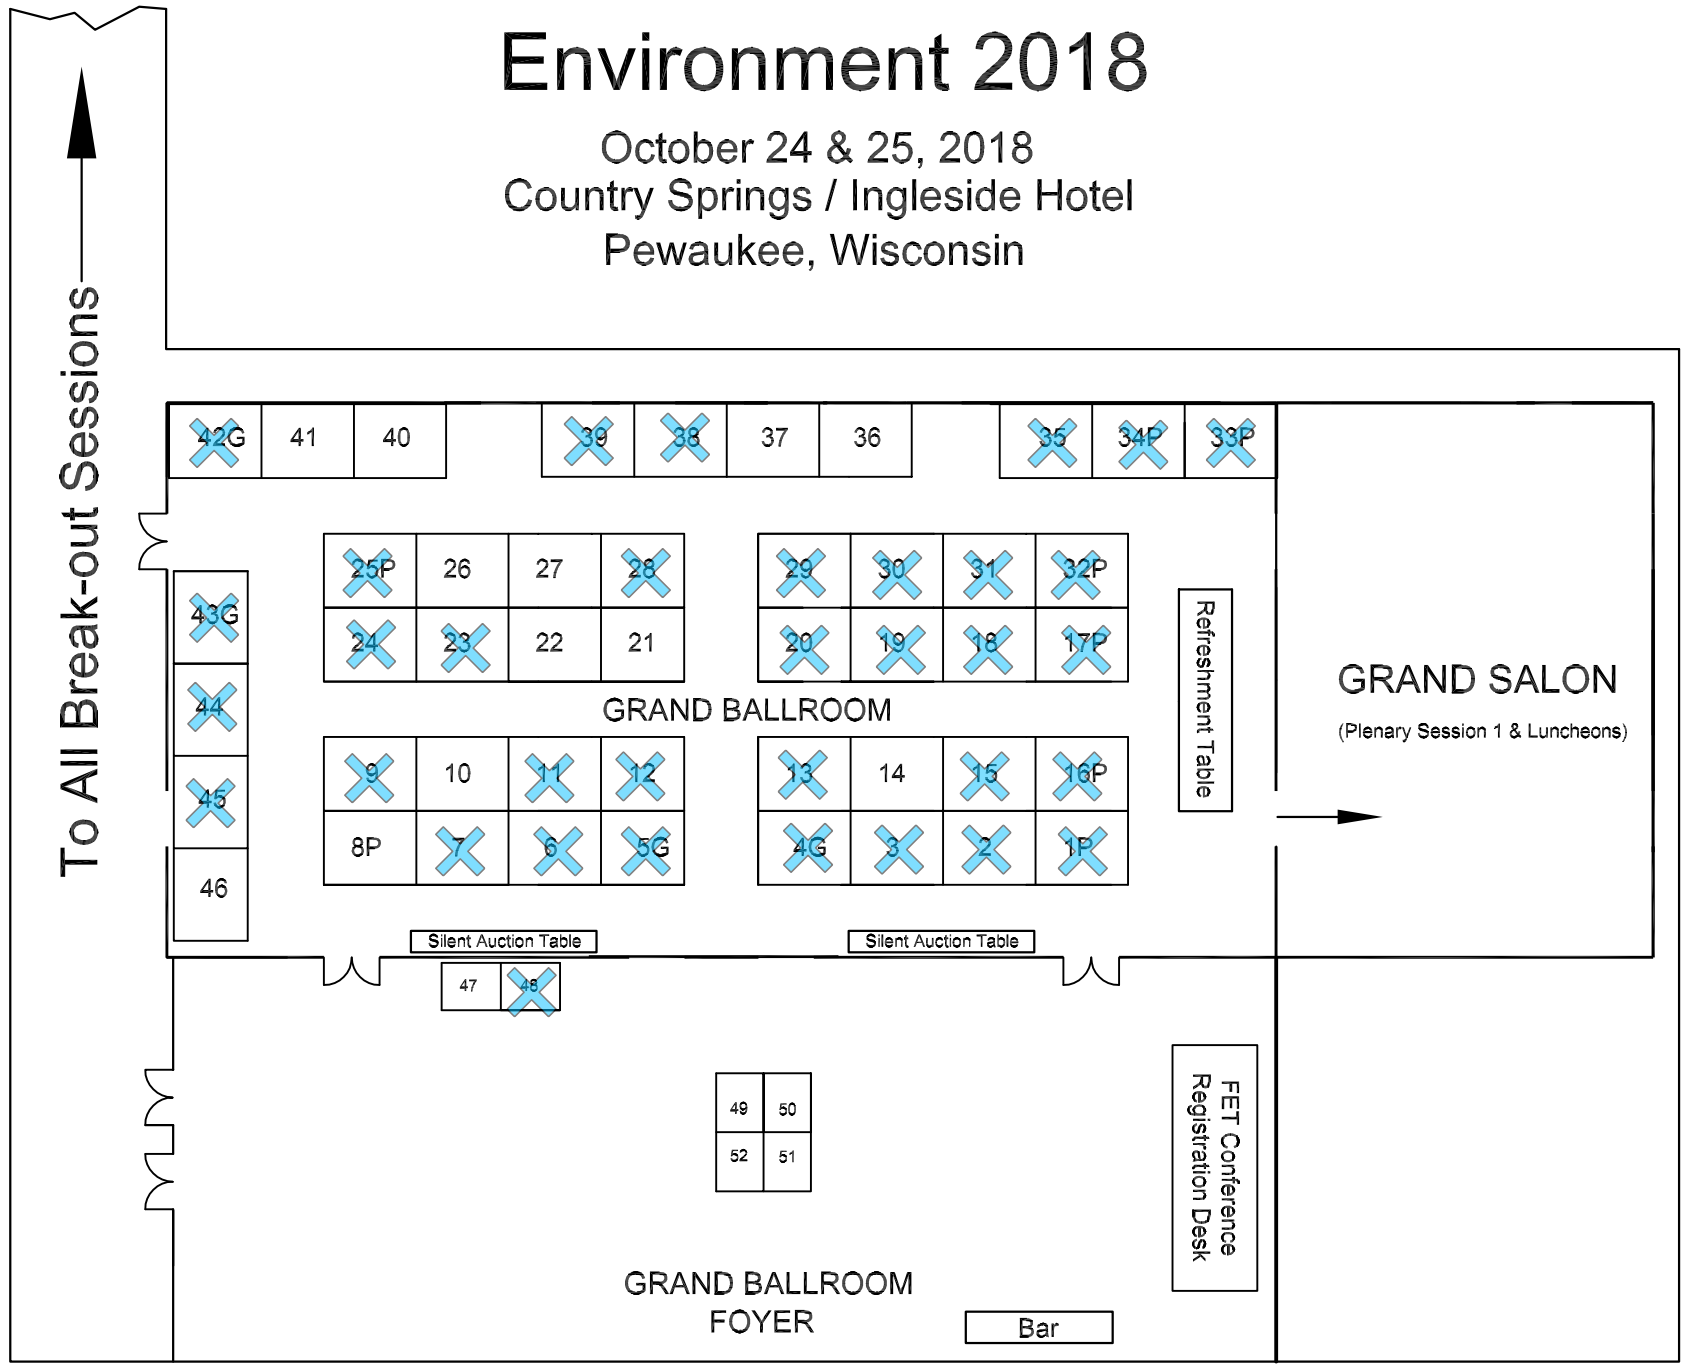 Environment 2018
October 24 & 25, 2018
Country Springs / Ingleside Hotel
Pewaukee, Wisconsin
To All Break-out Sessions
42G 41 40 39 38 37 36 35 34P 33P
25P 26 27 28 29 30 31 32P
43G
24 23 22 21 20 19 18 17P
Refreshment Table
GRAND SALON
(Plenary Session 1 & Luncheons)
44
GRAND BALLROOM
9 10 11 12 13 14 15 16P
45
8P 7 6 5G 4G 3 2 1P
46
Silent Auction Table Silent Auction Table
47 48
49 50
52 51
FET Conference
Registration Desk
GRAND BALLROOM
FOYER
Bar